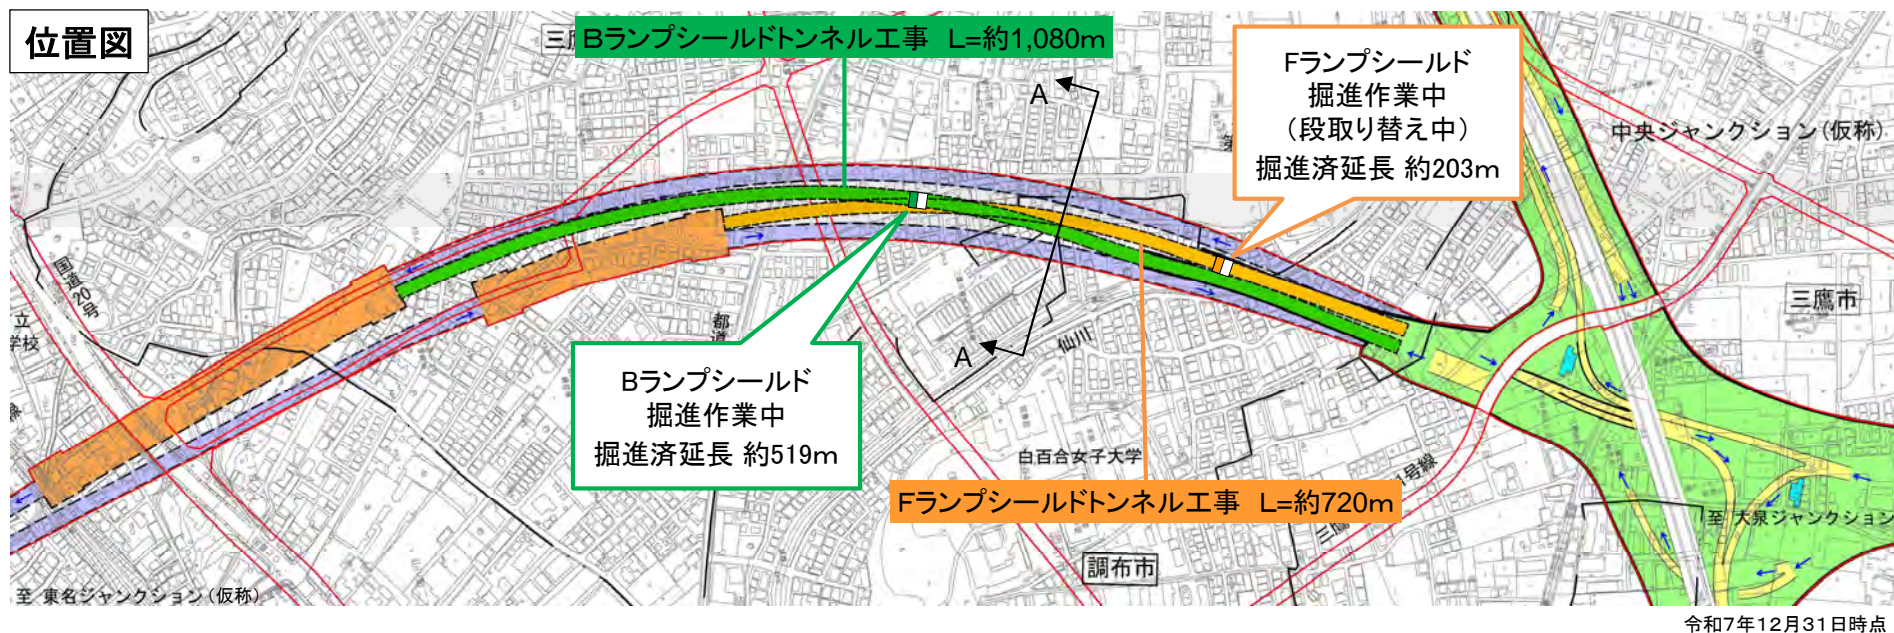 位置図
Bランプシールドトンネル工事 L=約1,080m
Fランプシールド
掘進作業中
(段取り替え中)
掘進済延長 約203m
中央ジャンクション(仮称)
A
三鷹市
国道20号
A
仙川
Bランプシールド
掘進作業中
掘進済延長 約519m
白百合女子大学
Fランプシールドトンネル工事 L=約720m
至 大泉ジャンクション
調布市
至 東名ジャンクション(仮称)
令和7年12月31日時点